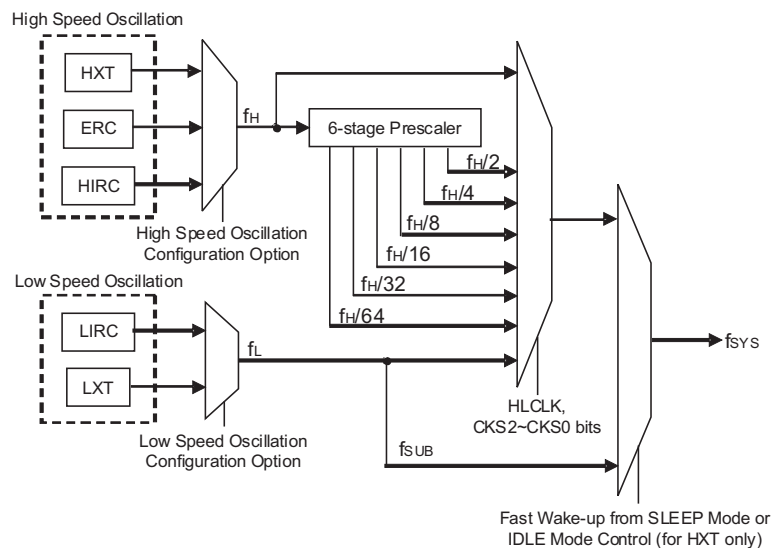 High Speed Oscillation
HXT
ERC
HIRC
fH
6-stage Prescaler
fH/2
fH/4
fH/8
fH/16
fH/32
fH/64
High Speed Oscillation
Configuration Option
Low Speed Oscillation
LIRC
LXT
fL
Low Speed Oscillation
Configuration Option
fSUB
HLCLK,
CKS2~CKS0 bits
fSYS
Fast Wake-up from SLEEP Mode or
IDLE Mode Control (for HXT only)